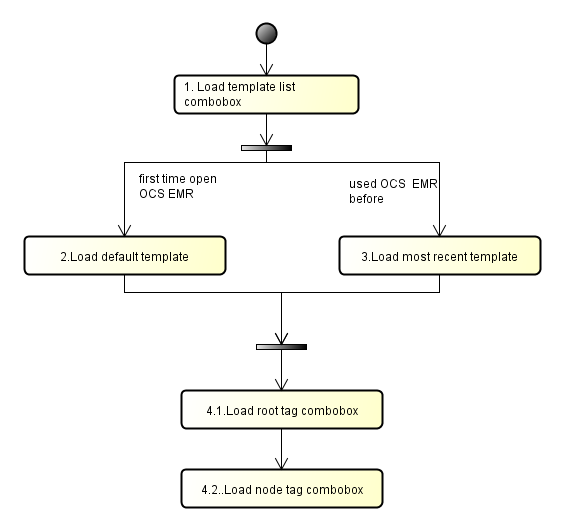 1. Load template list
combobox
first time open
OCS EMR
used OCS  EMR
before
2.Load default template
3.Load most recent template
4.1.Load root tag combobox
4.2..Load node tag combobox